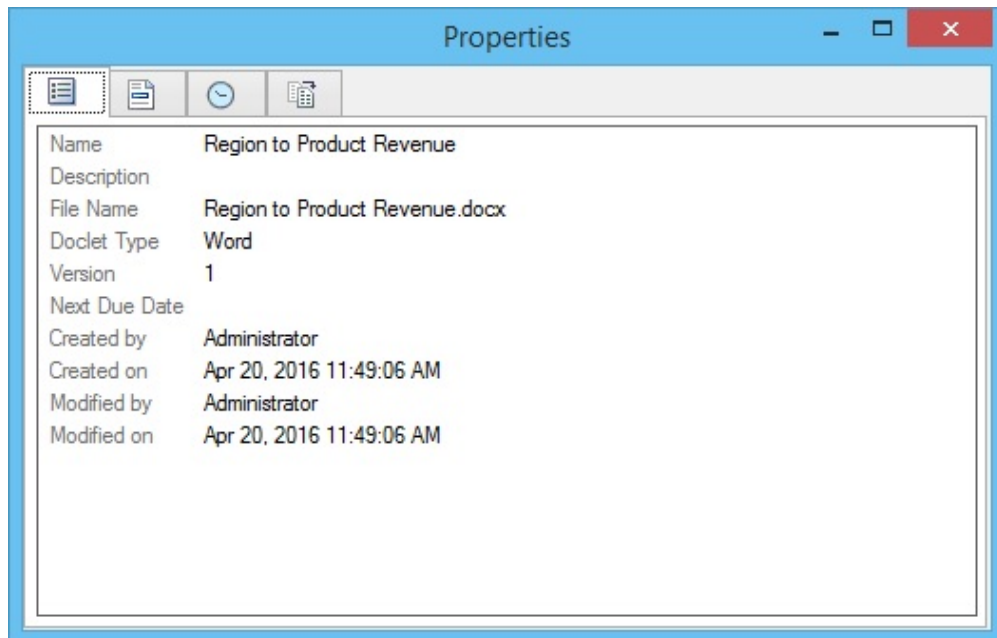 Properties
Name Region to Product Revenue
Description
File Name Region to Product Revenue.docx
Doclet Type Word
Version 1
Next Due Date
Created by Administrator
Created on Apr 20, 2016 11:49:06 AM
Modified by Administrator
Modified on Apr 20, 2016 11:49:06 AM